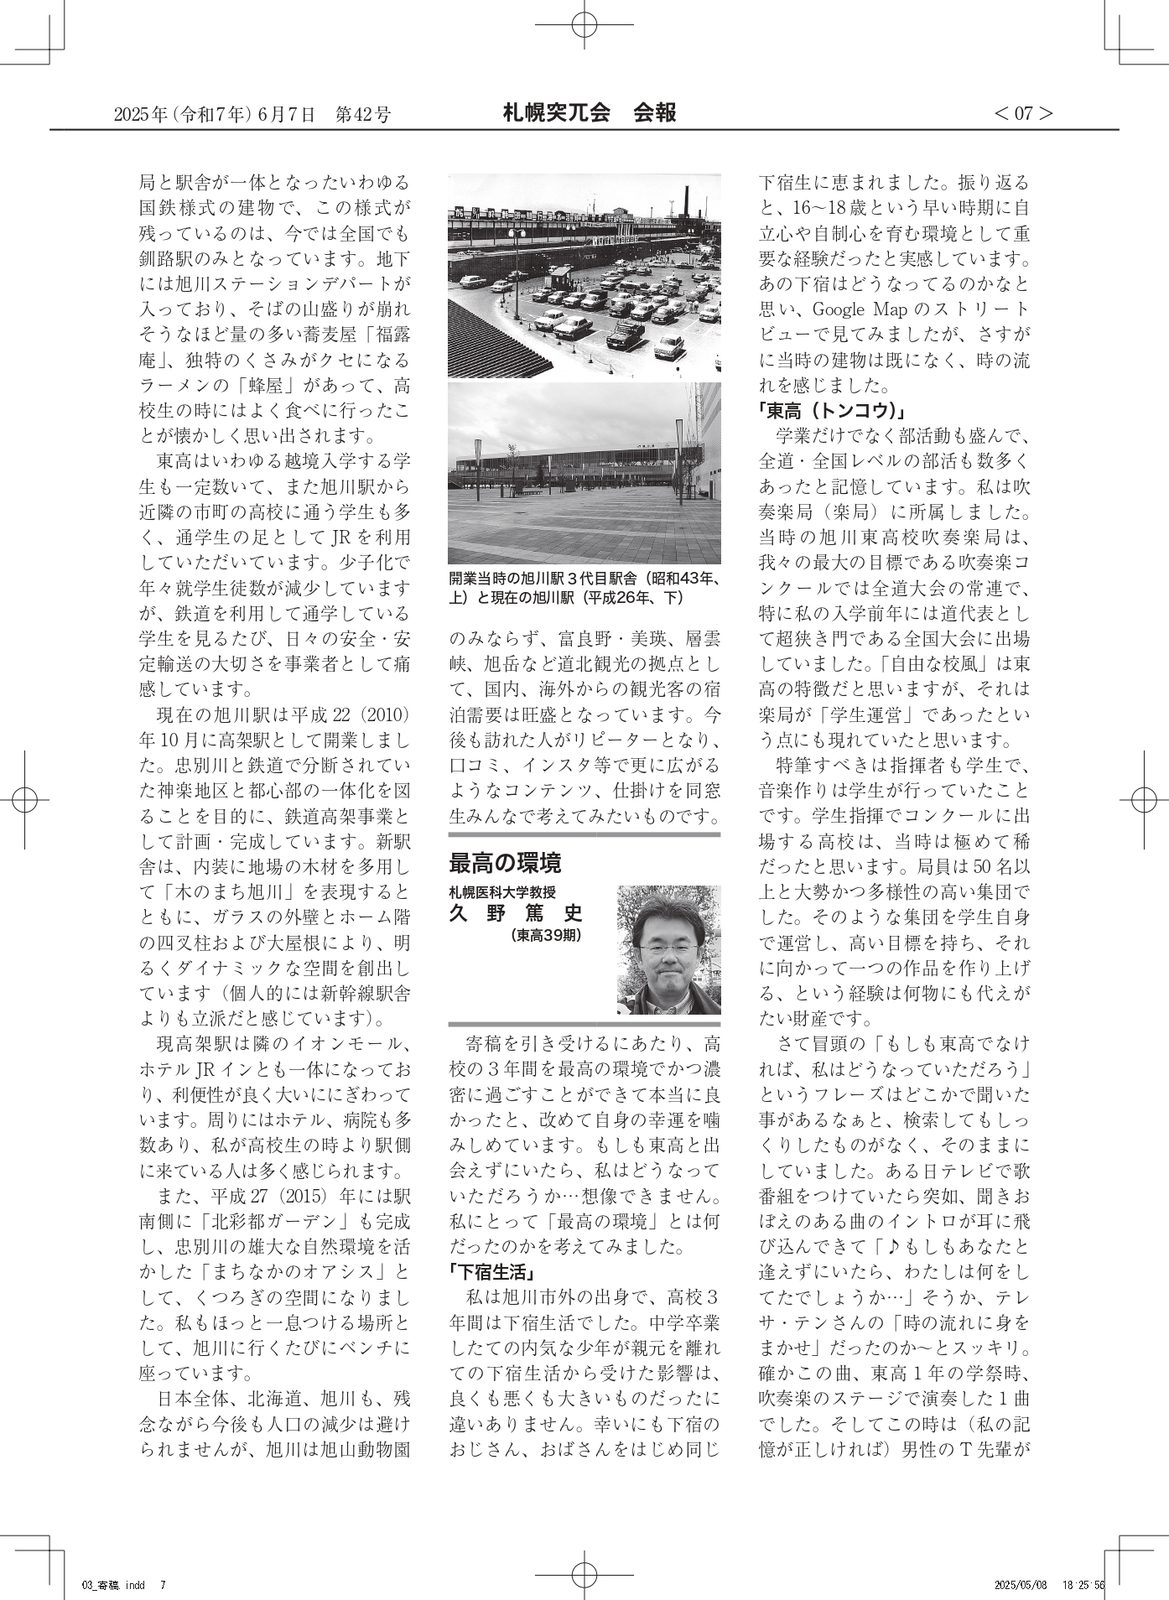 2025年（令和7年）6月7日　第42号
札幌突兀会　会報
＜ 07 ＞
局と駅舎が一体となったいわゆる
国鉄様式の建物で、この様式が
残っているのは、今では全国でも
釧路駅のみとなっています。地下
には旭川ステーションデパートが
入っており、そばの山盛りが崩れ
そうなほど量の多い蕎麦屋「福露
庵」、独特のくさみがクセになる
ラーメンの「蜂屋」があって、高
校生の時にはよく食べに行ったこ
とが懐かしく思い出されます。
　東高はいわゆる越境入学する学
生も一定数いて、また旭川駅から
近隣の市町の高校に通う学生も多
く、通学生の足として JR を利用
していただいています。少子化で
年々就学生徒数が減少しています
が、鉄道を利用して通学している
学生を見るたび、日々の安全・安
定輸送の大切さを事業者として痛
感しています。
　現在の旭川駅は平成 22（2010）
年 10 月に高架駅として開業しまし
た。忠別川と鉄道で分断されてい
た神楽地区と都心部の一体化を図
ることを目的に、鉄道高架事業と
して計画・完成しています。新駅
舎は、内装に地場の木材を多用し
て「木のまち旭川」を表現すると
ともに、ガラスの外壁とホーム階
の四叉柱および大屋根により、明
るくダイナミックな空間を創出し
ています（個人的には新幹線駅舎
よりも立派だと感じています）。
　現高架駅は隣のイオンモール、
ホテル JR インとも一体になってお
り、利便性が良く大いににぎわって
います。周りにはホテル、病院も多
数あり、私が高校生の時より駅側
に来ている人は多く感じられます。
　また、平成 27（2015）年には駅
南側に「北彩都ガーデン」も完成
し、忠別川の雄大な自然環境を活
かした「まちなかのオアシス」と
して、くつろぎの空間になりまし
た。私もほっと一息つける場所と
して、旭川に行くたびにベンチに
座っています。
　日本全体、北海道、旭川も、残
念ながら今後も人口の減少は避け
られませんが、旭川は旭山動物園
開業当時の旭川駅３代目駅舎（昭和43年、
上）と現在の旭川駅（平成26年、下）
のみならず、富良野・美瑛、層雲
峡、旭岳など道北観光の拠点とし
て、国内、海外からの観光客の宿
泊需要は旺盛となっています。今
後も訪れた人がリピーターとなり、
口コミ、インスタ等で更に広がる
ようなコンテンツ、仕掛けを同窓
生みんなで考えてみたいものです。
最高の環境
札幌医科大学教授
久　野　篤　史
（東高39期）
　寄稿を引き受けるにあたり、高
校の３年間を最高の環境でかつ濃
密に過ごすことができて本当に良
かったと、改めて自身の幸運を噛
みしめています。もしも東高と出
会えずにいたら、私はどうなって
いただろうか…想像できません。
私にとって「最高の環境」とは何
だったのかを考えてみました。
「下宿生活」
　私は旭川市外の出身で、高校３
年間は下宿生活でした。中学卒業
したての内気な少年が親元を離れ
ての下宿生活から受けた影響は、
良くも悪くも大きいものだったに
違いありません。幸いにも下宿の
おじさん、おばさんをはじめ同じ
下宿生に恵まれました。振り返る
と、16～18 歳という早い時期に自
立心や自制心を育む環境として重
要な経験だったと実感しています。
あの下宿はどうなってるのかなと
思い、Google Map のストリート
ビューで見てみましたが、さすが
に当時の建物は既になく、時の流
れを感じました。
「東高（トンコウ）」
　学業だけでなく部活動も盛んで、
全道・全国レベルの部活も数多く
あったと記憶しています。私は吹
奏楽局（楽局）に所属しました。
当時の旭川東高校吹奏楽局は、
我々の最大の目標である吹奏楽コ
ンクールでは全道大会の常連で、
特に私の入学前年には道代表とし
て超狭き門である全国大会に出場
していました。「自由な校風」は東
高の特徴だと思いますが、それは
楽局が「学生運営」であったとい
う点にも現れていたと思います。
　特筆すべきは指揮者も学生で、
音楽作りは学生が行っていたこと
です。学生指揮でコンクールに出
場する高校は、当時は極めて稀
だったと思います。局員は 50 名以
上と大勢かつ多様性の高い集団で
した。そのような集団を学生自身
で運営し、高い目標を持ち、それ
に向かって一つの作品を作り上げ
る、という経験は何物にも代えが
たい財産です。
　さて冒頭の「もしも東高でなけ
れば、私はどうなっていただろう」
というフレーズはどこかで聞いた
事があるなぁと、検索してもしっ
くりしたものがなく、そのままに
していました。ある日テレビで歌
番組をつけていたら突如、聞きお
ぼえのある曲のイントロが耳に飛
び込んできて「♪もしもあなたと
逢えずにいたら、わたしは何をし
てたでしょうか…」そうか、テレ
サ・テンさんの「時の流れに身を
まかせ」だったのか～とスッキリ。
確かこの曲、東高１年の学祭時、
吹奏楽のステージで演奏した１曲
でした。そしてこの時は（私の記
憶が正しければ）男性の T 先輩が
03_寄稿.indd　7
2025/05/08　18:25:56